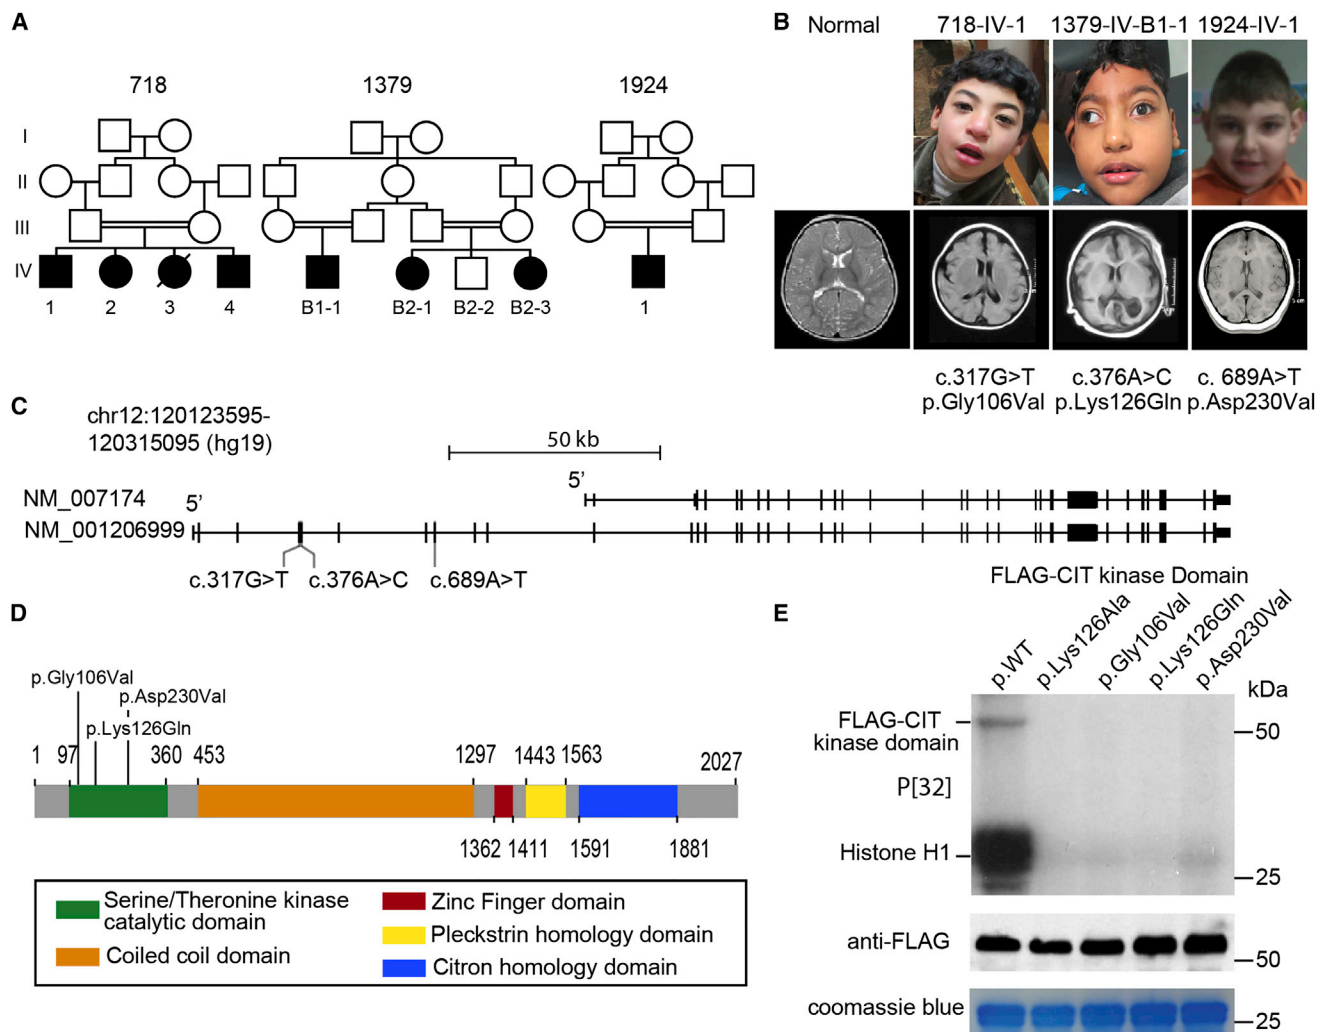 A
718
1379
1924
I
II
III
IV
1
2
3
4
B1-1
B2-1
B2-2
B2-3
1
B
Normal
718-IV-1
1379-IV-B1-1
1924-IV-1
5 cm
c.317G>T
p.Gly106Val
c.376A>C
p.Lys126Gln
c. 689A>T
p.Asp230Val
C
chr12:120123595-
120315095 (hg19)
50 kb
NM_007174
5’
NM_001206999
5’
c.317G>T
c.376A>C
c.689A>T
D
p.Gly106Val
p.Asp230Val
p.Lys126Gln
1
97
360
453
1297
1443
1563
2027
1362
1411
1591
1881
Serine/Theronine kinase
catalytic domain
Coiled coil domain
Zinc Finger domain
Pleckstrin homology domain
Citron homology domain
E
FLAG-CIT kinase Domain
p.WT
p.Lys126Ala
p.Gly106Val
p.Lys126Gln
p.Asp230Val
kDa
FLAG-CIT
kinase domain
50
P[32]
Histone H1
25
anti-FLAG
50
coomassie blue
25